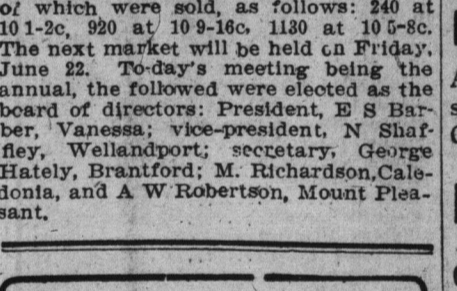 of which were sold, as follows: 240 at
10 1-2c, 920 at 10 9-16c, 1130 at 10 5-8c.
The next market will be held on Friday,
June 22. To-day's meeting being the
annual, the followed were elected as the
board of directors: President, E S Bar-
ber, Vanessa; vice-president, N Shaf-
fley, Wellandport; secretary, George
Hately, Brantford; M. Richardson,Cale-
donia, and A W Robertson, Mount Plea-
sant.